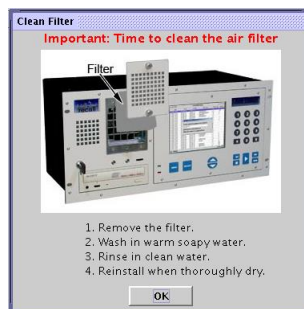 Clean Filter
Important: Time to clean the air filter
Filter
1. Remove the filter.
2. Wash in warm soapy water.
3. Rinse in clean water.
4. Reinstall when thoroughly dry.
OK